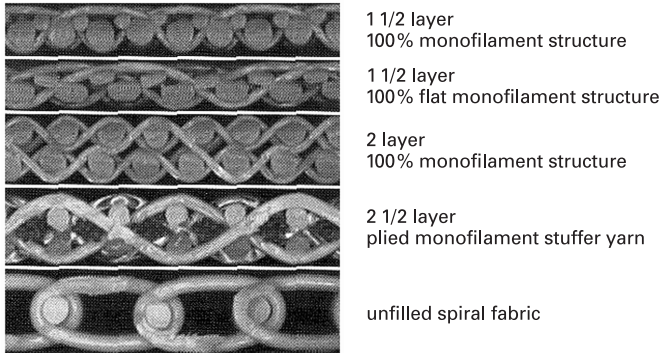 1 1/2 layer
100% monofilament structure
1 1/2 layer
100% flat monofilament structure
2 layer
100% monofilament structure
2 1/2 layer
plied monofilament stuffer yarn
unfilled spiral fabric